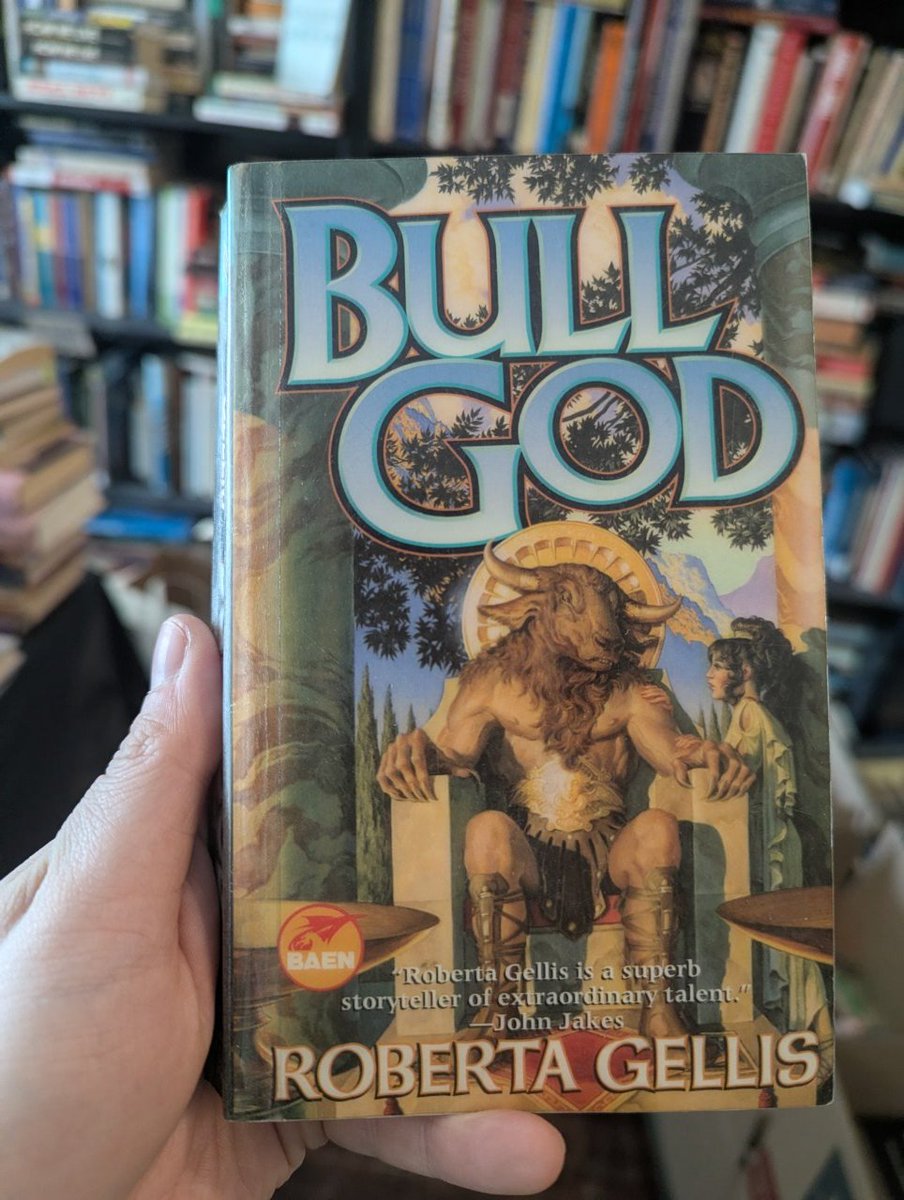 BULL
GOD
BAEN
"Roberta Gellis is a superb
storyteller of extraordinary talent."
—John Jakes
ROBERTA GELLIS